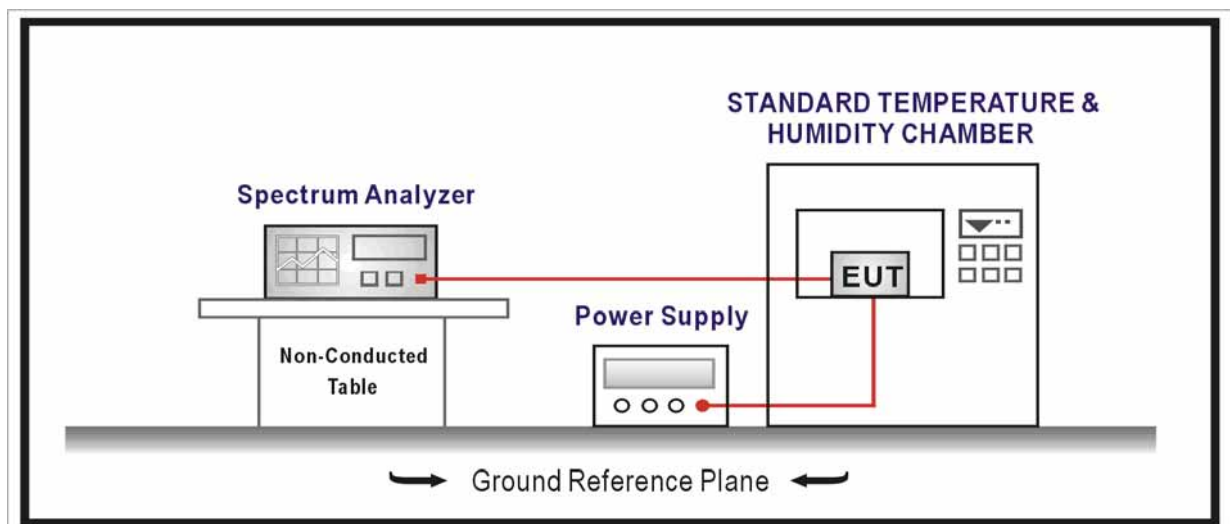 STANDARD TEMPERATURE &
HUMIDITY CHAMBER
Spectrum Analyzer
EUT
Power Supply
Non-Conducted
Table
Ground Reference Plane